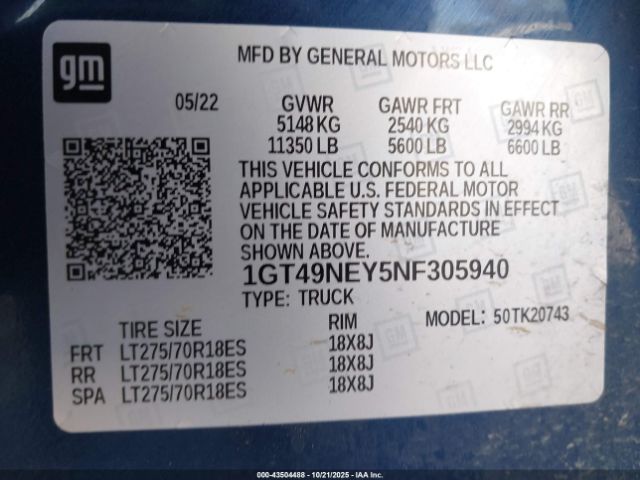 gm
MFD BY GENERAL MOTORS LLC
05/22 GVWR GAWR FRT GAWR RR
5148 KG 2540 KG 2994 KG
11350 LB 5600 LB 6600 LB
THIS VEHICLE CONFORMS TO ALL
APPLICABLE U.S. FEDERAL MOTOR
VEHICLE SAFETY STANDARDS IN EFFECT
ON THE DATE OF MANUFACTURE
SHOWN ABOVE.
1GT49NEY5NF305940
TYPE: TRUCK MODEL: 50TK20743
TIRE SIZE RIM
FRT LT275/70R18ES 18X8J
RR LT275/70R18ES 18X8J
SPA LT275/70R18ES 18X8J
000-43504488 - 10/21/2025 - IAA Inc.